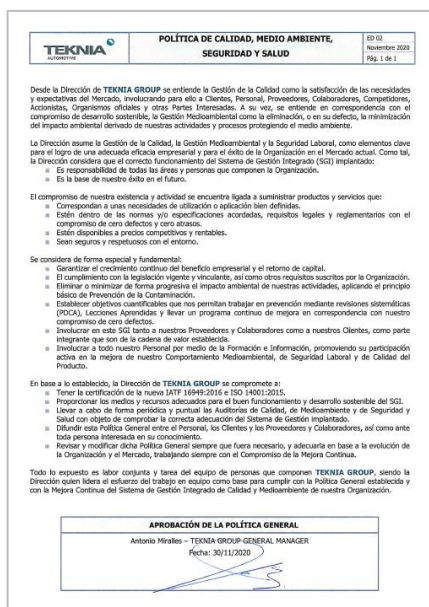 TEKNIA
AUTOMOTIVE
POLÍTICA DE CALIDAD, MEDIO AMBIENTE,
SEGURIDAD Y SALUD
ED 02
Noviembre 2020
Pág. 1 de 1
Desde la Dirección de TEKNIA GROUP se entiende la Gestión de la Calidad como la satisfacción de las necesidades
y expectativas del Mercado, involucrando para ello a Clientes, Personal, Proveedores, Colaboradores, Competidores,
Accionistas, Organismos oficiales y otras Partes Interesadas. A su vez, se entiende en correspondencia con el
compromiso de desarrollo sostenible, la Gestión Medioambiental como la eliminación, o en su defecto, la minimización
del impacto ambiental derivado de nuestras actividades y procesos protegiendo el medio ambiente.
La Dirección asume la Gestión de la Calidad, la Gestión Medioambiental y la Seguridad Laboral, como elementos clave
para el logro de una adecuada eficacia empresarial y para el éxito de la Organización en el Mercado actual. Como tal,
la Dirección considera que el correcto funcionamiento del Sistema de Gestión Integrado (SGI) implantado:
Es responsabilidad de todas las áreas y personas que componen la Organización.
Es la base de nuestro éxito en el futuro.
El compromiso de nuestra existencia y actividad se encuentra ligada a suministrar productos y servicios que:
Correspondan a unas necesidades de utilización o aplicación bien definidas.
Estén dentro de las normas y/o especificaciones acordadas, requisitos legales y reglamentarios con el
compromiso de cero defectos y cero atrasos.
Estén disponibles a precios competitivos y rentables.
Sean seguros y respetuosos con el entorno.
Se considera de forma especial y fundamental:
Garantizar el crecimiento continuo del beneficio empresarial y el retorno de capital.
El cumplimiento con la legislación vigente y vinculante, así como otros requisitos suscritos por la Organización.
Eliminar o minimizar de forma progresiva el impacto ambiental de nuestras actividades, aplicando el principio
básico de Prevención de la Contaminación.
Establecer objetivos cuantificables que nos permitan trabajar en prevención mediante revisiones sistemáticas
(PDCA), Lecciones Aprendidas y llevar un programa continuo de mejora en correspondencia con nuestro
compromiso de cero defectos.
Involucrar en este SGI tanto a nuestros Proveedores y Colaboradores como a nuestros Clientes, como parte
integrante que son de la cadena de valor establecida.
Involucrar a todo nuestro Personal por medio de la Formación e Información, promoviendo su participación
activa en la mejora de nuestro Comportamiento Medioambiental, de Seguridad Laboral y de Calidad del
Producto.
En base a lo establecido, la Dirección de TEKNIA GROUP se compromete a:
Tener la certificación de la nueva IATF 16949:2016 e ISO 14001:2015.
Proporcionar los medios y recursos adecuados para el buen funcionamiento y desarrollo sostenible del SGI.
Llevar a cabo de forma periódica y puntual las Auditorías de Calidad, de Medioambiente y de Seguridad y
Salud con objeto de comprobar la correcta adecuación del Sistema de Gestión implantado.
Difundir esta Política General entre el Personal, los Clientes y los Proveedores y Colaboradores, así como ante
toda persona interesada en su conocimiento.
Revisar y modificar dicha Política General siempre que fuera necesario, y adecuarla en base a la evolución de
la Organización y el Mercado, trabajando siempre con el Compromiso de la Mejora Continua.
Todo lo expuesto es labor conjunta y tarea del equipo de personas que componen TEKNIA GROUP, siendo la
Dirección quien lidera el esfuerzo del trabajo en equipo como base para cumplir con la Política General establecida y
con la Mejora Continua del Sistema de Gestión Integrado de Calidad y Medioambiente de nuestra Organización.
APROBACIÓN DE LA POLÍTICA GENERAL
Antonio Miralles – TEKNIA GROUP GENERAL MANAGER
Fecha: 30/11/2020